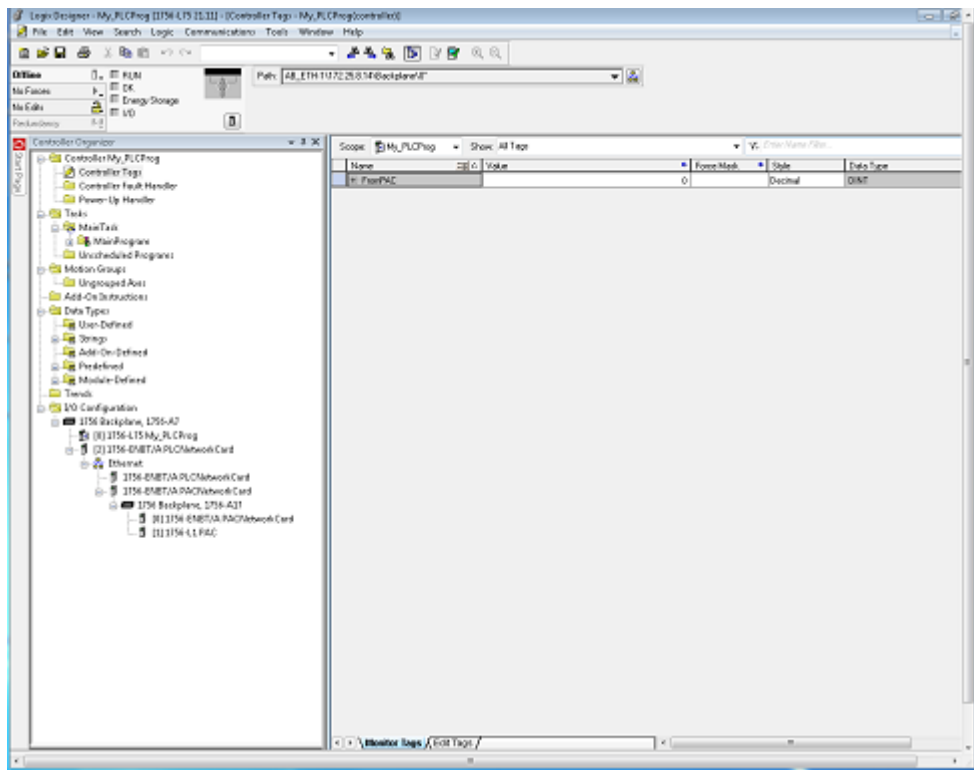 Logix Designer - My_PLCProg [1756-L75 21.11] - [Controller Tags - My_PLCProg(controller)]
File Edit View Search Logic Communications Tools Window Help
Offline
RUN
Path: AB_ETH-1\172.25.8.14\Backplane\0*
No Forces
OK
Energy Storage
No Edits
I/O
Redundancy
Controller Organizer
Scope: My_PLCProg Show: All Tags Enter Name Filter...
Start Page
Name Value Force Mask Style Data Type
FromPAC 0 Decimal DINT
Controller My_PLCProg
Controller Tags
Controller Fault Handler
Power-Up Handler
Tasks
MainTask
MainProgram
Unscheduled Programs
Motion Groups
Ungrouped Axes
Add-On Instructions
Data Types
User-Defined
Strings
Add-On-Defined
Predefined
Module-Defined
Trends
I/O Configuration
1756 Backplane, 1756-A7
[0] 1756-L75 My_PLCProg
[2] 1756-ENBT/A PLCNetworkCard
Ethernet
1756-ENBT/A PLCNetworkCard
1756-ENBT/A PACNetworkCard
1756 Backplane, 1756-A17
[0] 1756-ENBT/A PACNetworkCard
[1] 1756-L1 PAC
Monitor Tags Edit Tags